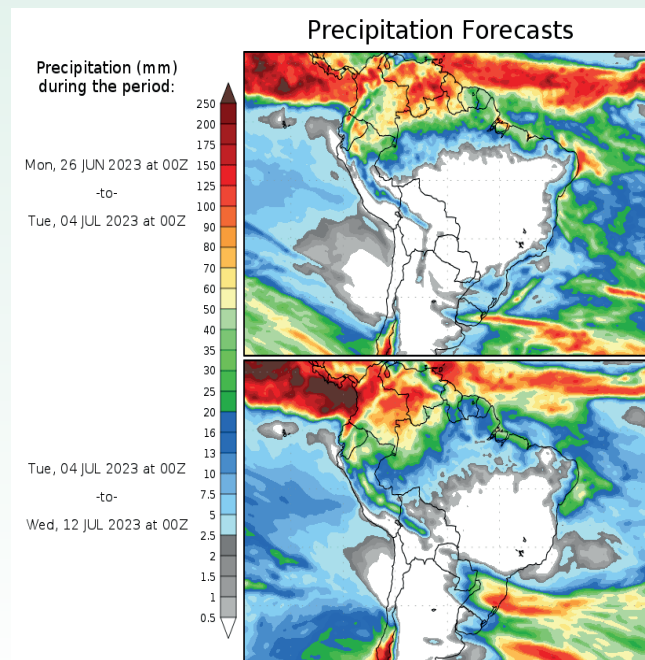 Precipitation Forecasts
Precipitation (mm)
during the period:
Mon, 26 JUN 2023 at 00Z
-to-
Tue, 04 JUL 2023 at 00Z
Tue, 04 JUL 2023 at 00Z
-to-
Wed, 12 JUL 2023 at 00Z
250
200
175
150
125
100
90
80
70
60
50
40
35
30
25
20
16
13
10
7.5
5
2.5
2
1.5
1
0.5